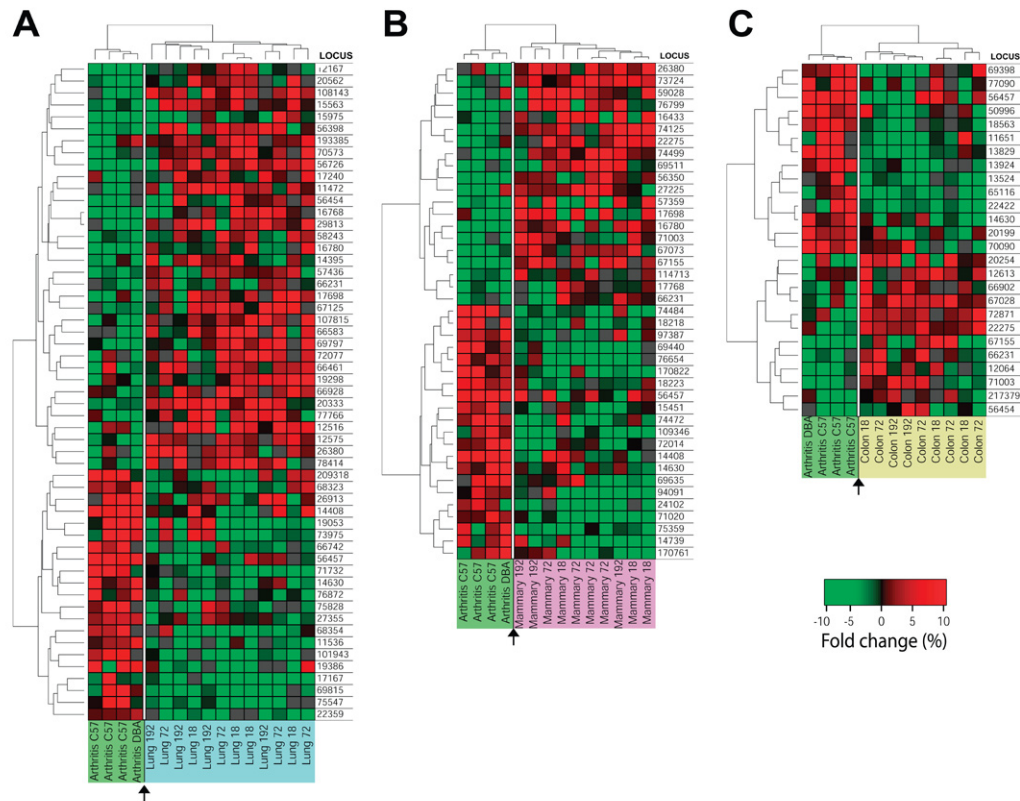 A
LOCUS
12167
20562
108143
15563
15975
56398
193385
70573
56726
17240
11472
56454
16768
29813
58243
16780
14395
57436
66231
17698
67125
107815
66583
69797
72077
66461
19298
66928
20333
77766
12516
12575
26380
78414
209318
68323
26913
14408
19053
73975
66742
56457
71732
14630
76872
75828
27355
68354
11536
101943
19386
17167
69815
75547
22359
Arthritis C57
Arthritis C57
Arthritis C57
Arthritis DBA
Lung 192
Lung 72
Lung 192
Lung 18
Lung 192
Lung 72
Lung 18
Lung 18
Lung 192
Lung 72
Lung 18
Lung 72
B
LOCUS
26380
73724
59028
76799
16433
74125
22275
74499
69511
56350
27225
57359
17698
16780
71003
67073
67155
114713
17768
66231
74484
18218
97387
69440
76654
170822
18223
56457
15451
74472
109346
72014
14408
14630
69635
94091
24102
71020
75359
14739
170761
Arthritis C57
Arthritis C57
Arthritis C57
Arthritis DBA
Mammary 192
Mammary 192
Mammary 72
Mammary 18
Mammary 72
Mammary 72
Mammary 72
Mammary 192
Mammary 18
Mammary 18
C
LOCUS
69398
77090
56457
50996
18563
11651
13829
13924
13524
65116
22422
14630
20199
70090
20254
12613
66902
67028
72871
22275
67155
66231
12064
71003
217379
56454
Arthritis DBA
Arthritis C57
Arthritis C57
Arthritis C57
Colon 18
Colon 72
Colon 192
Colon 192
Colon 72
Colon 18
Colon 72
Colon 18
Colon 72
-10 -5 0 5 10
Fold change (%)